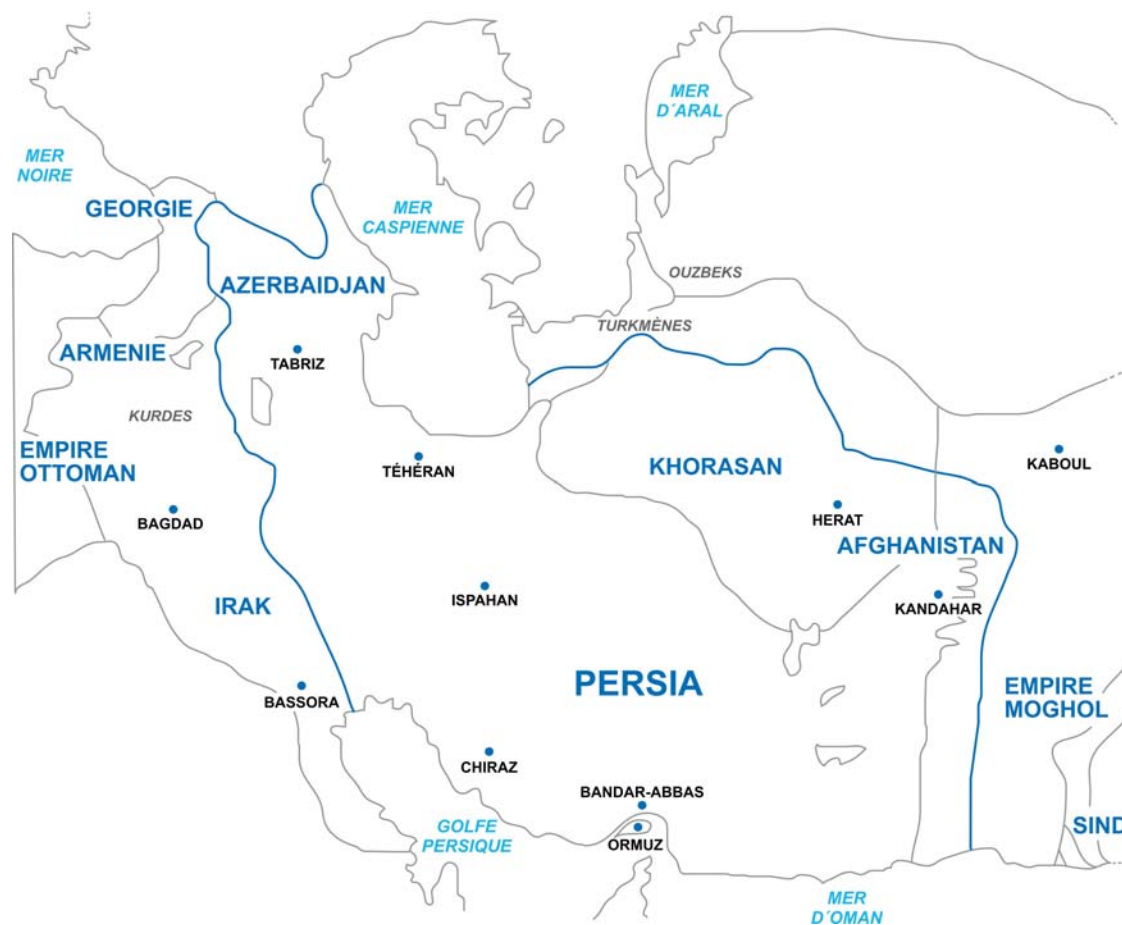 MER
D´ARAL
MER
NOIRE
GEORGIE
MER
CASPIENNE
OUZBEKS
AZERBAIDJAN
TURKMÈNES
ARMENIE
TABRIZ
KURDES
EMPIRE
OTTOMAN
TÉHÉRAN
KHORASAN
KABOUL
BAGDAD
HERAT
AFGHANISTAN
ISPAHAN
IRAK
KANDAHAR
PERSIA
BASSORA
EMPIRE
MOGHOL
CHIRAZ
BANDAR-ABBAS
GOLFE
PERSIQUE
ORMUZ
SIND
MER
D´OMAN